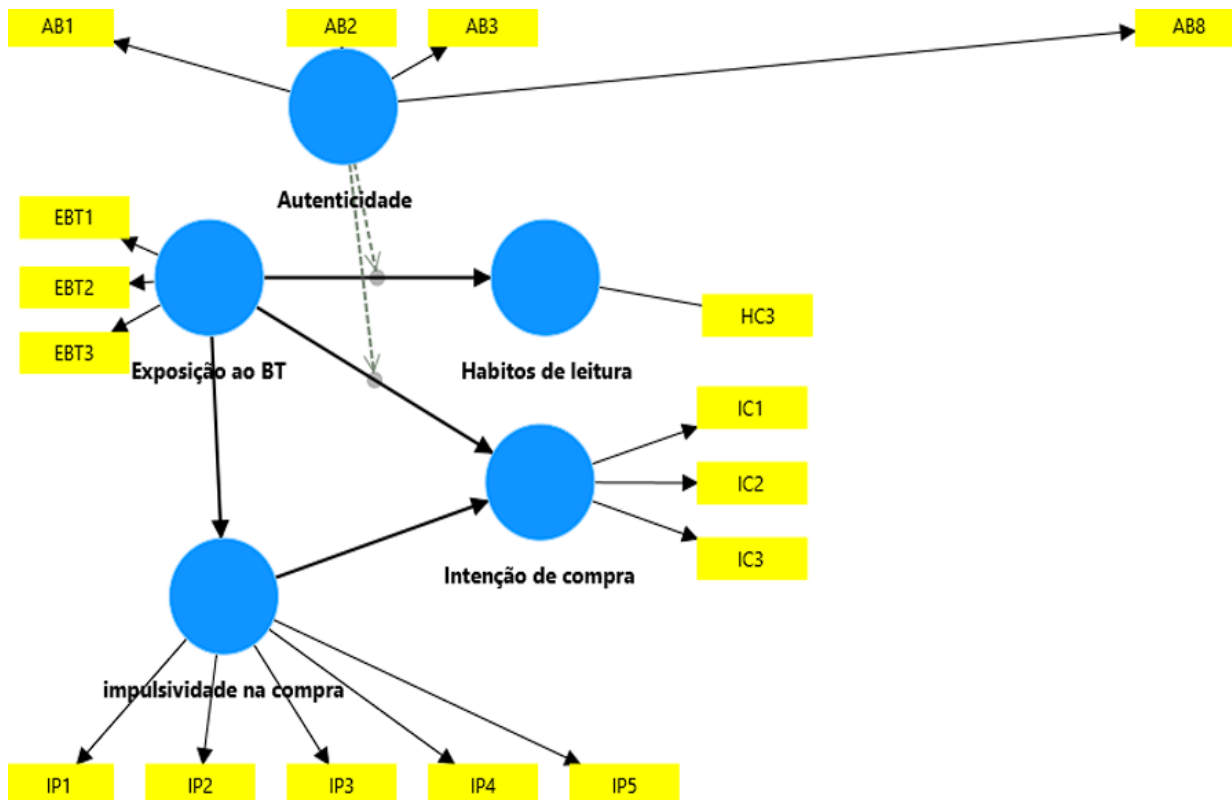 AB1
AB2
AB3
AB8
Autenticidade
EBT1
EBT2
EBT3
Exposição ao BT
Habitos de leitura
HC3
IC1
IC2
IC3
Intenção de compra
impulsividade na compra
IP1
IP2
IP3
IP4
IP5